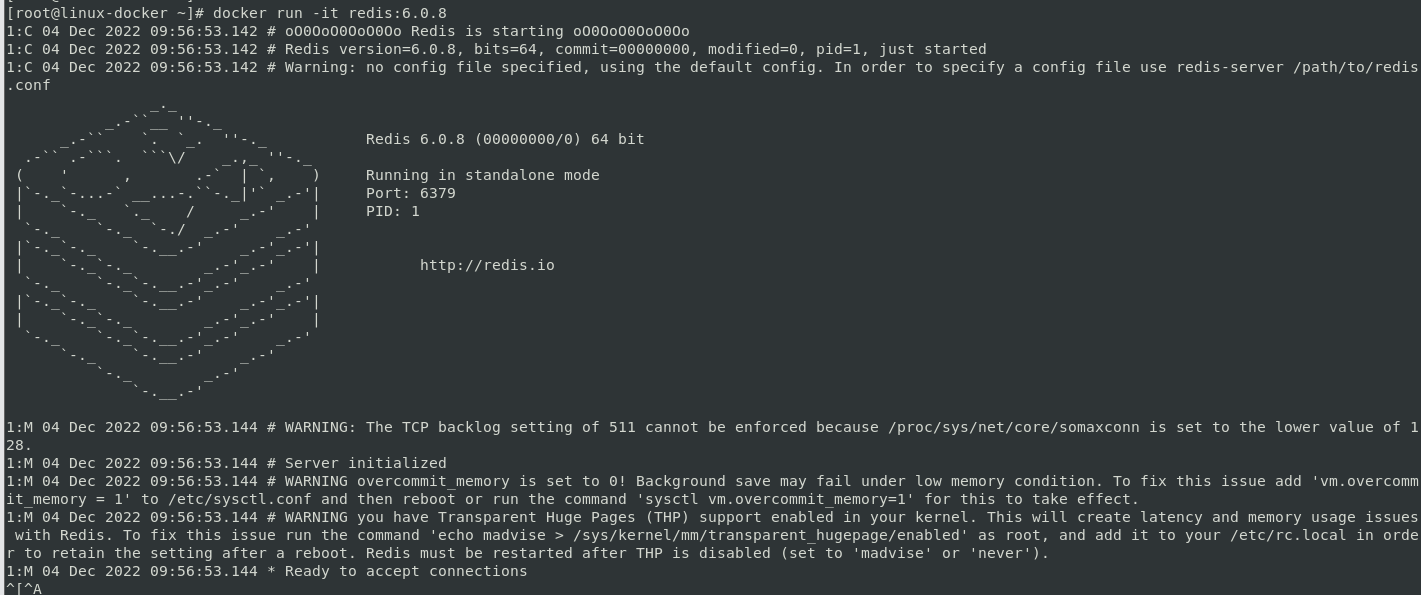 [root@linux-docker ~]# docker run -it redis:6.0.8
1:C 04 Dec 2022 09:56:53.142 # oO0OoO0OoO0Oo Redis is starting oO0OoO0OoO0Oo
1:C 04 Dec 2022 09:56:53.142 # Redis version=6.0.8, bits=64, commit=00000000, modified=0, pid=1, just started
1:C 04 Dec 2022 09:56:53.142 # Warning: no config file specified, using the default config. In order to specify a config file use redis-server /path/to/redis
.conf
Redis 6.0.8 (00000000/0) 64 bit
Running in standalone mode
Port: 6379
PID: 1
http://redis.io
1:M 04 Dec 2022 09:56:53.144 # WARNING: The TCP backlog setting of 511 cannot be enforced because /proc/sys/net/core/somaxconn is set to the lower value of 1
28.
1:M 04 Dec 2022 09:56:53.144 # Server initialized
1:M 04 Dec 2022 09:56:53.144 # WARNING overcommit_memory is set to 0! Background save may fail under low memory condition. To fix this issue add 'vm.overcomm
it_memory = 1' to /etc/sysctl.conf and then reboot or run the command 'sysctl vm.overcommit_memory=1' for this to take effect.
1:M 04 Dec 2022 09:56:53.144 # WARNING you have Transparent Huge Pages (THP) support enabled in your kernel. This will create latency and memory usage issues
 with Redis. To fix this issue run the command 'echo madvise > /sys/kernel/mm/transparent_hugepage/enabled' as root, and add it to your /etc/rc.local in orde
r to retain the setting after a reboot. Redis must be restarted after THP is disabled (set to 'madvise' or 'never').
1:M 04 Dec 2022 09:56:53.144 * Ready to accept connections
^[^A